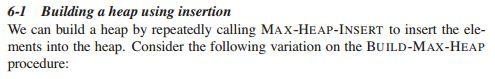 6-1 Building a heap using insertion
We can build a heap by repeatedly calling MAX-HEAP-INSERT to insert the ele-
ments into the heap. Consider the following variation on the BUILD-MAX-HEAP
procedure: